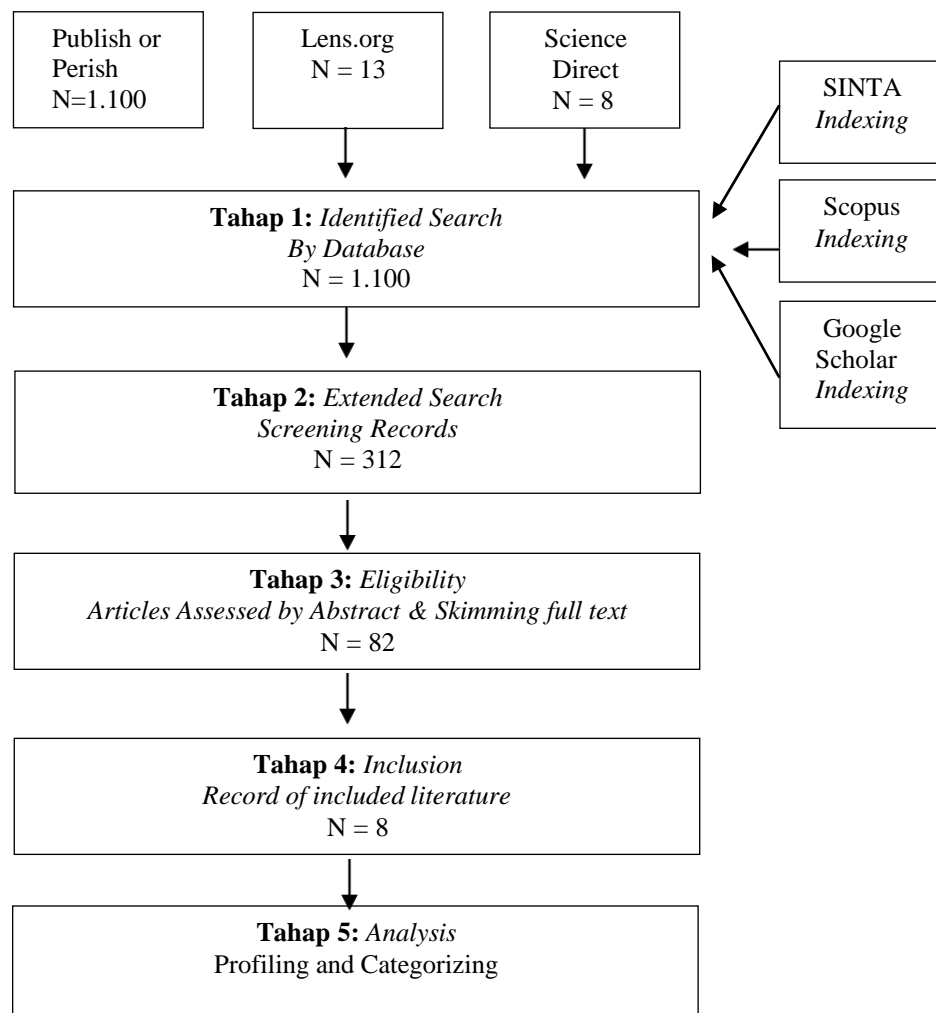 Publish or
Perish
N=1.100
Lens.org
N = 13
Science
Direct
N = 8
SINTA
Indexing
Scopus
Indexing
Google
Scholar
Indexing
Tahap 1: Identified Search
By Database
N = 1.100
Tahap 2: Extended Search
Screening Records
N = 312
Tahap 3: Eligibility
Articles Assessed by Abstract & Skimming full text
N = 82
Tahap 4: Inclusion
Record of included literature
N = 8
Tahap 5: Analysis
Profiling and Categorizing